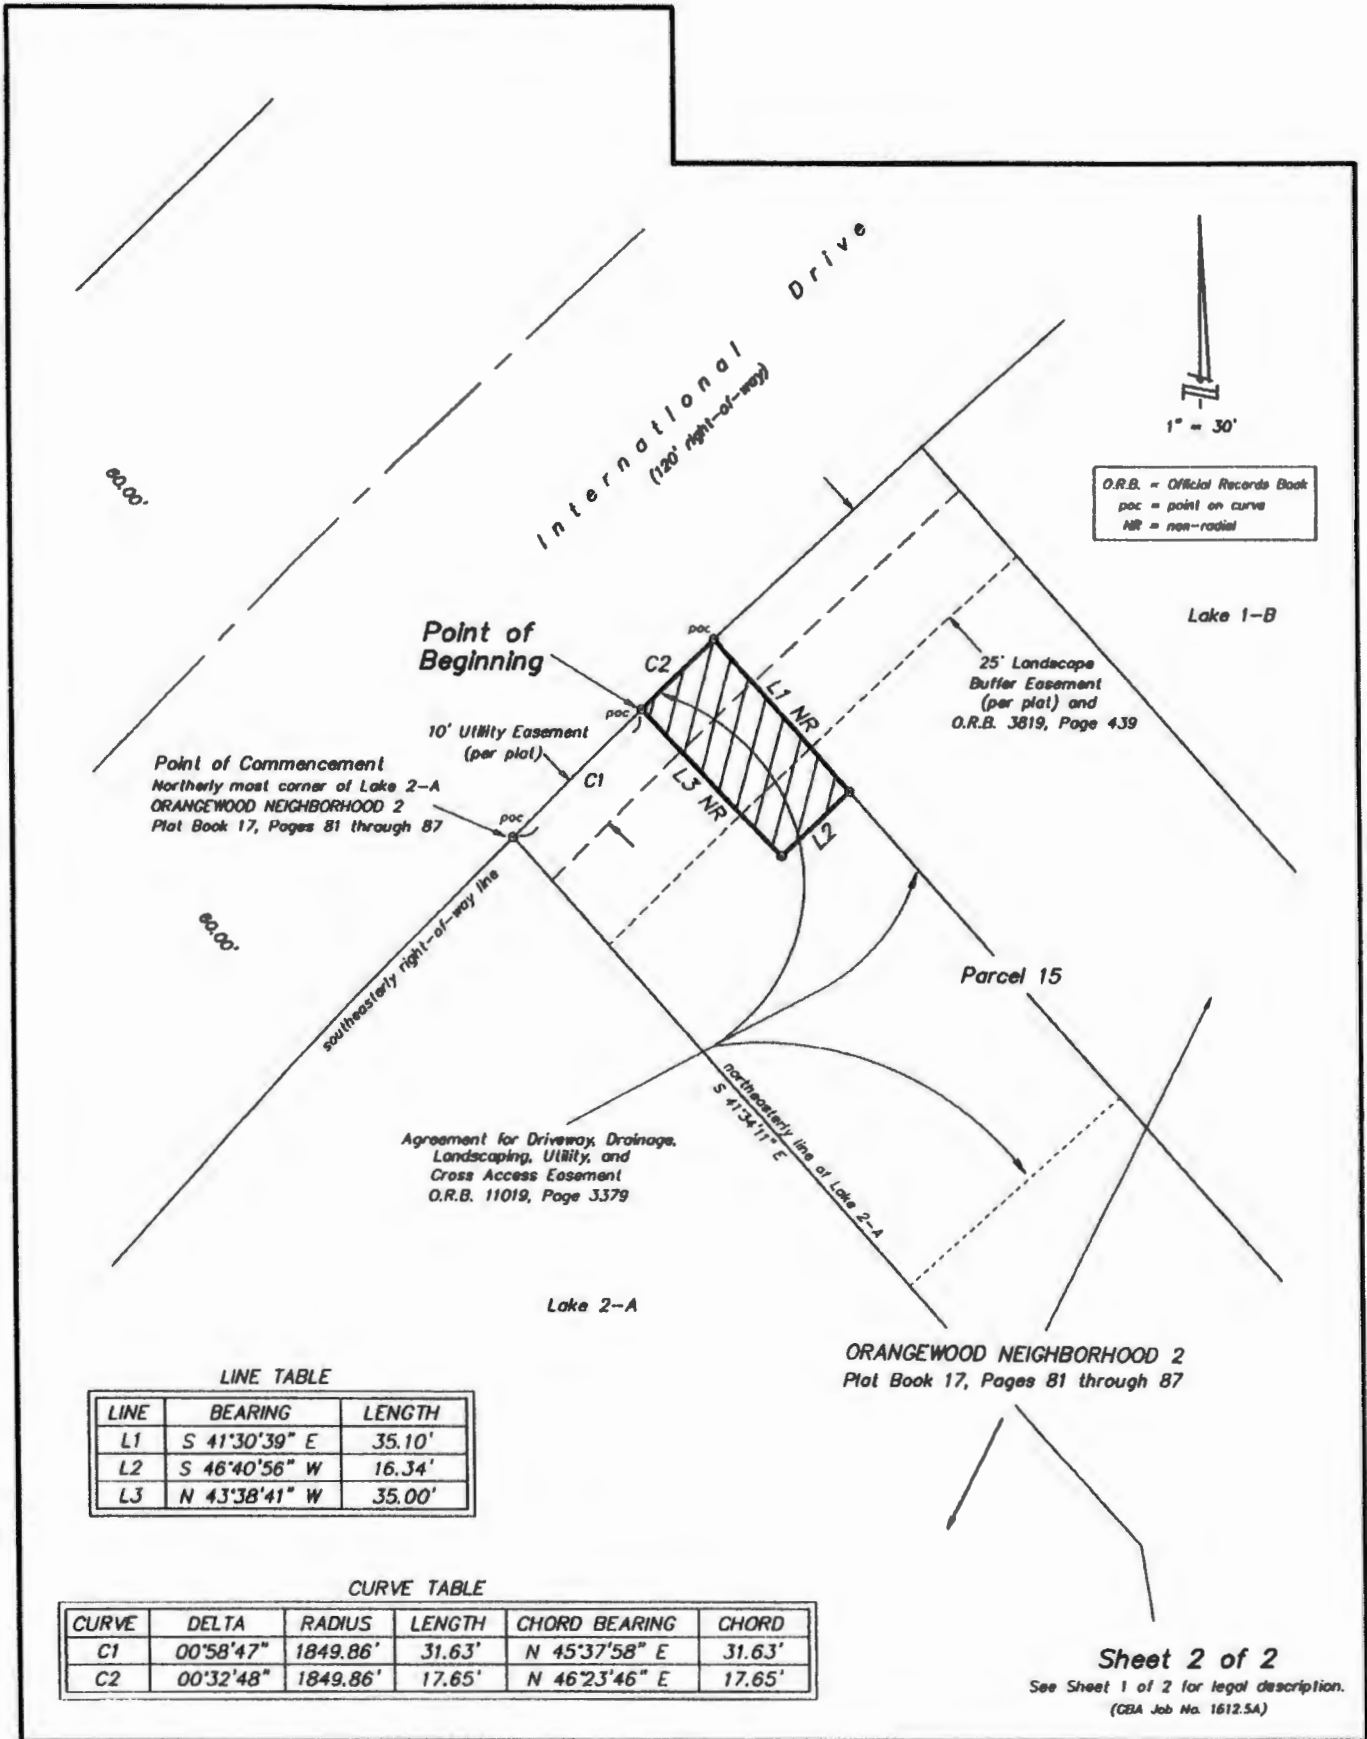 International Drive
(120' right-of-way)
60.00'
1" = 30'
O.R.B. = Official Records Book
poc = point on curve
NR = non-radial
Lake 1-B
Point of
Beginning
poc
C2
L1 NR
25' Landscape
Buffer Easement
(per plat) and
O.R.B. 3819, Page 439
poc
10' Utility Easement
(per plat)
C1
L3 NR
L2
Point of Commencement
Northerly most corner of Lake 2-A
ORANGEWOOD NEIGHBORHOOD 2
Plat Book 17, Pages 81 through 87
poc
60.00'
southeasterly right-of-way line
Parcel 15
northeasterly line of Lake 2-A
S 41°34'11" E
Agreement for Driveway, Drainage,
Landscaping, Utility, and
Cross Access Easement
O.R.B. 11019, Page 3379
Lake 2-A
ORANGEWOOD NEIGHBORHOOD 2
Plat Book 17, Pages 81 through 87
LINE TABLE
LINE BEARING LENGTH
L1 S 41°30'39" E 35.10'
L2 S 46°40'56" W 16.34'
L3 N 43°38'41" W 35.00'
CURVE TABLE
CURVE DELTA RADIUS LENGTH CHORD BEARING CHORD
C1 00°58'47" 1849.86' 31.63' N 45°37'58" E 31.63'
C2 00°32'48" 1849.86' 17.65' N 46°23'46" E 17.65'
Sheet 2 of 2
See Sheet 1 of 2 for legal description.
(GBA Job No. 1612.5A)